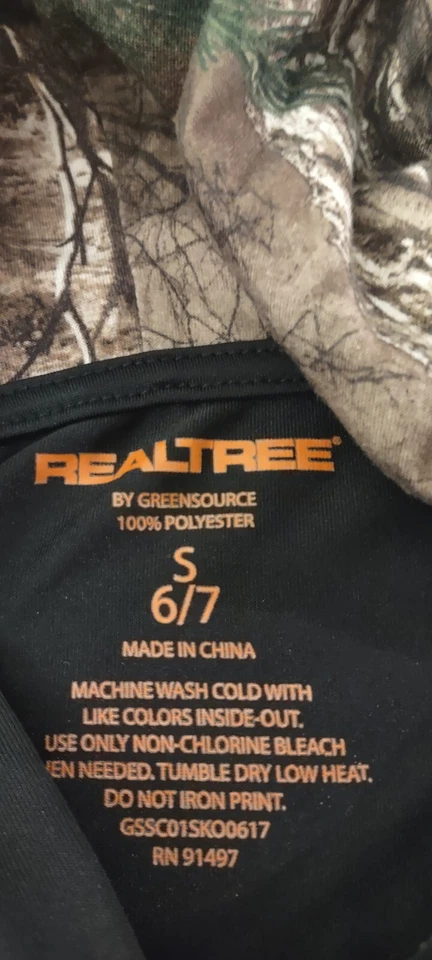 REALTREE®
BY GREENSOURCE
100% POLYESTER
S
6/7
MADE IN CHINA
MACHINE WASH COLD WITH
LIKE COLORS INSIDE-OUT.
USE ONLY NON-CHLORINE BLEACH
NEEDED. TUMBLE DRY LOW HEAT.
DO NOT IRON PRINT.
GSSC01SKO0617
RN 91497